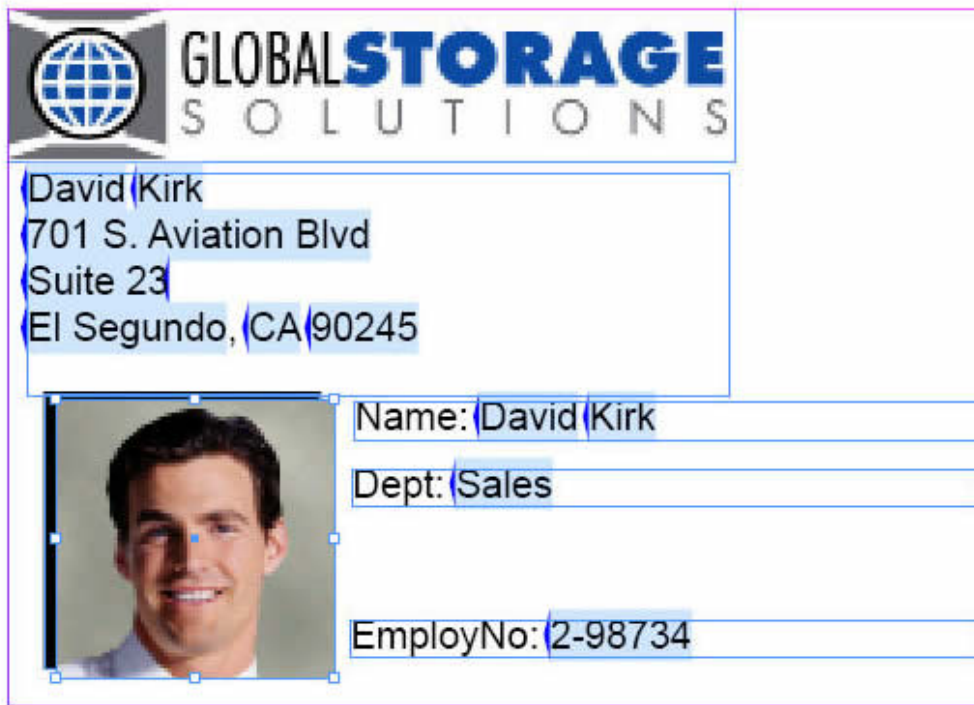 GLOBALSTORAGE
SOLUTIONS
David Kirk
701 S. Aviation Blvd
Suite 23
El Segundo, CA 90245
Name: David Kirk
Dept: Sales
EmployNo: 2-98734